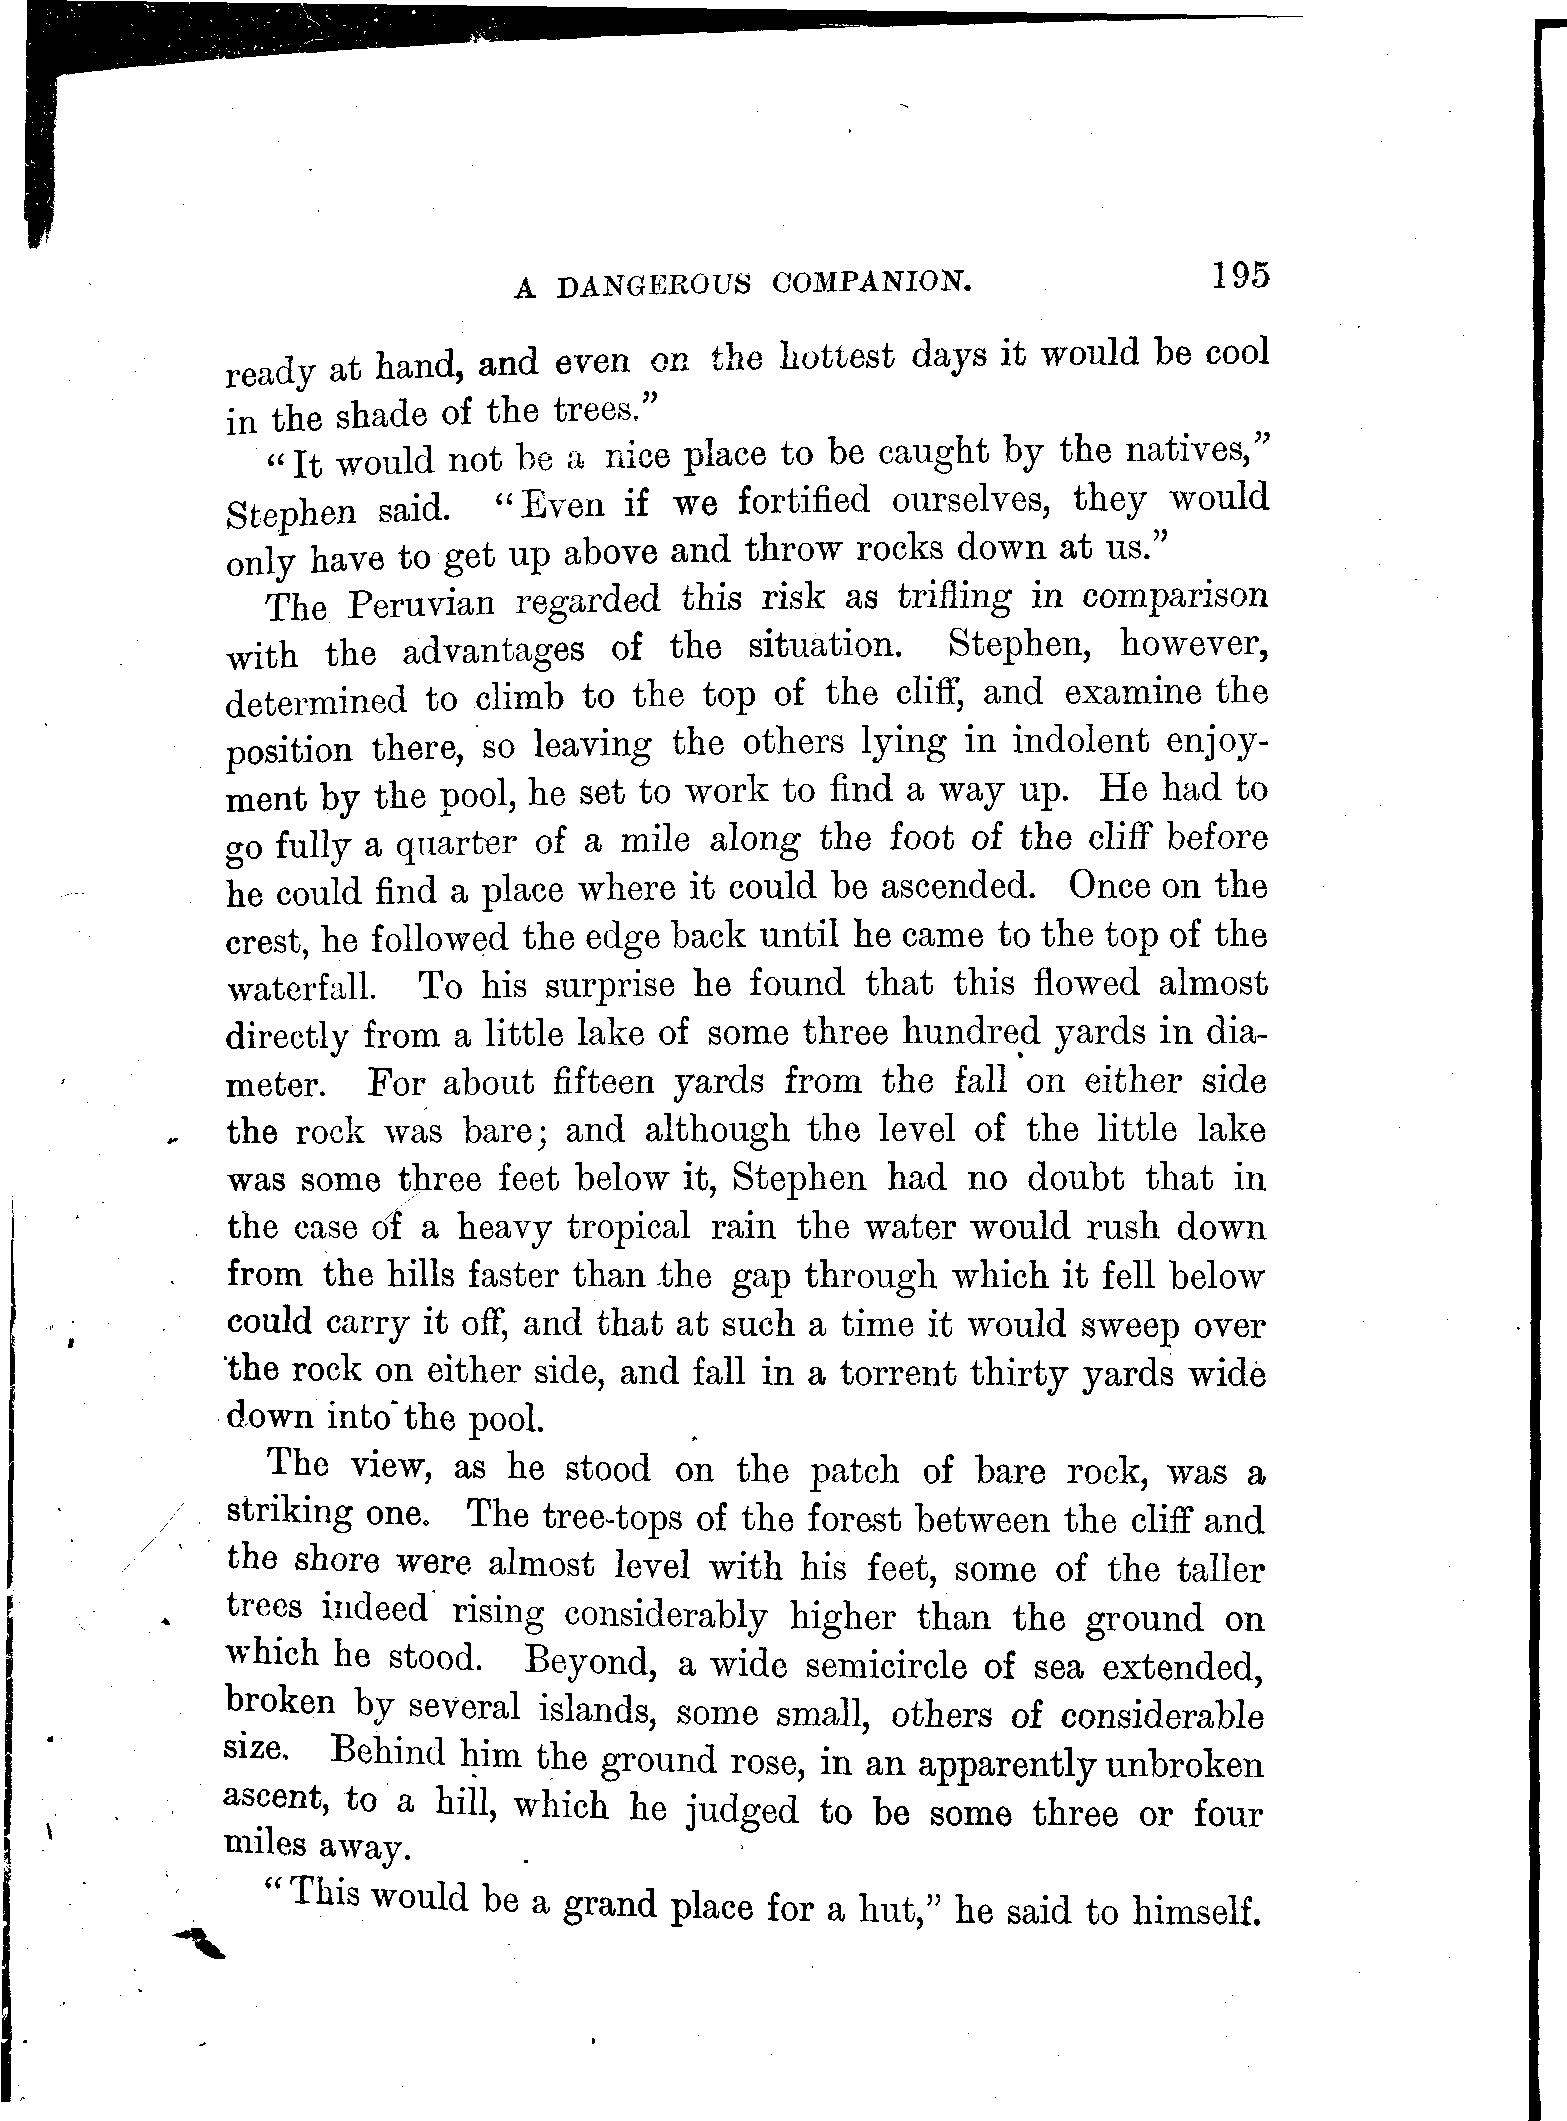 A DANGEROUS COMPANION. 195
ready at hand, and even on the hottest days it would be cool
in the shade of the trees.”
“It would not be a nice place to be caught by the natives,”
Stephen said. “Even if we fortified ourselves, they would
only have to get up above and throw rocks down at us.”
The Peruvian regarded this risk as trifling in comparison
with the advantages of the situation. Stephen, however,
determined to climb to the top of the cliff, and examine the
position there, so leaving the others lying in indolent enjoy-
ment by the pool, he set to work to find a way up. He had to
go fully a quarter of a mile along the foot of the cliff before
he could find a place where it could be ascended. Once on the
crest, he followed the edge back until he came to the top of the
waterfall. To his surprise he found that this flowed almost
directly from a little lake of some three hundred yards in dia-
meter. For about fifteen yards from the fall on either side
the rock was bare; and although the level of the little lake
was some three feet below it, Stephen had no doubt that in
the case of a heavy tropical rain the water would rush down
from the hills faster than the gap through which it fell below
could carry it off, and that at such a time it would sweep over
the rock on either side, and fall in a torrent thirty yards wide
down into the pool.
The view, as he stood on the patch of bare rock, was a
striking one. The tree-tops of the forest between the cliff and
the shore were almost level with his feet, some of the taller
trees indeed rising considerably higher than the ground on
which he stood. Beyond, a wide semicircle of sea extended,
broken by several islands, some small, others of considerable
size. Behind him the ground rose, in an apparently unbroken
ascent, to a hill, which he judged to be some three or four
miles away.
“This would be a grand place for a hut,” he said to himself.